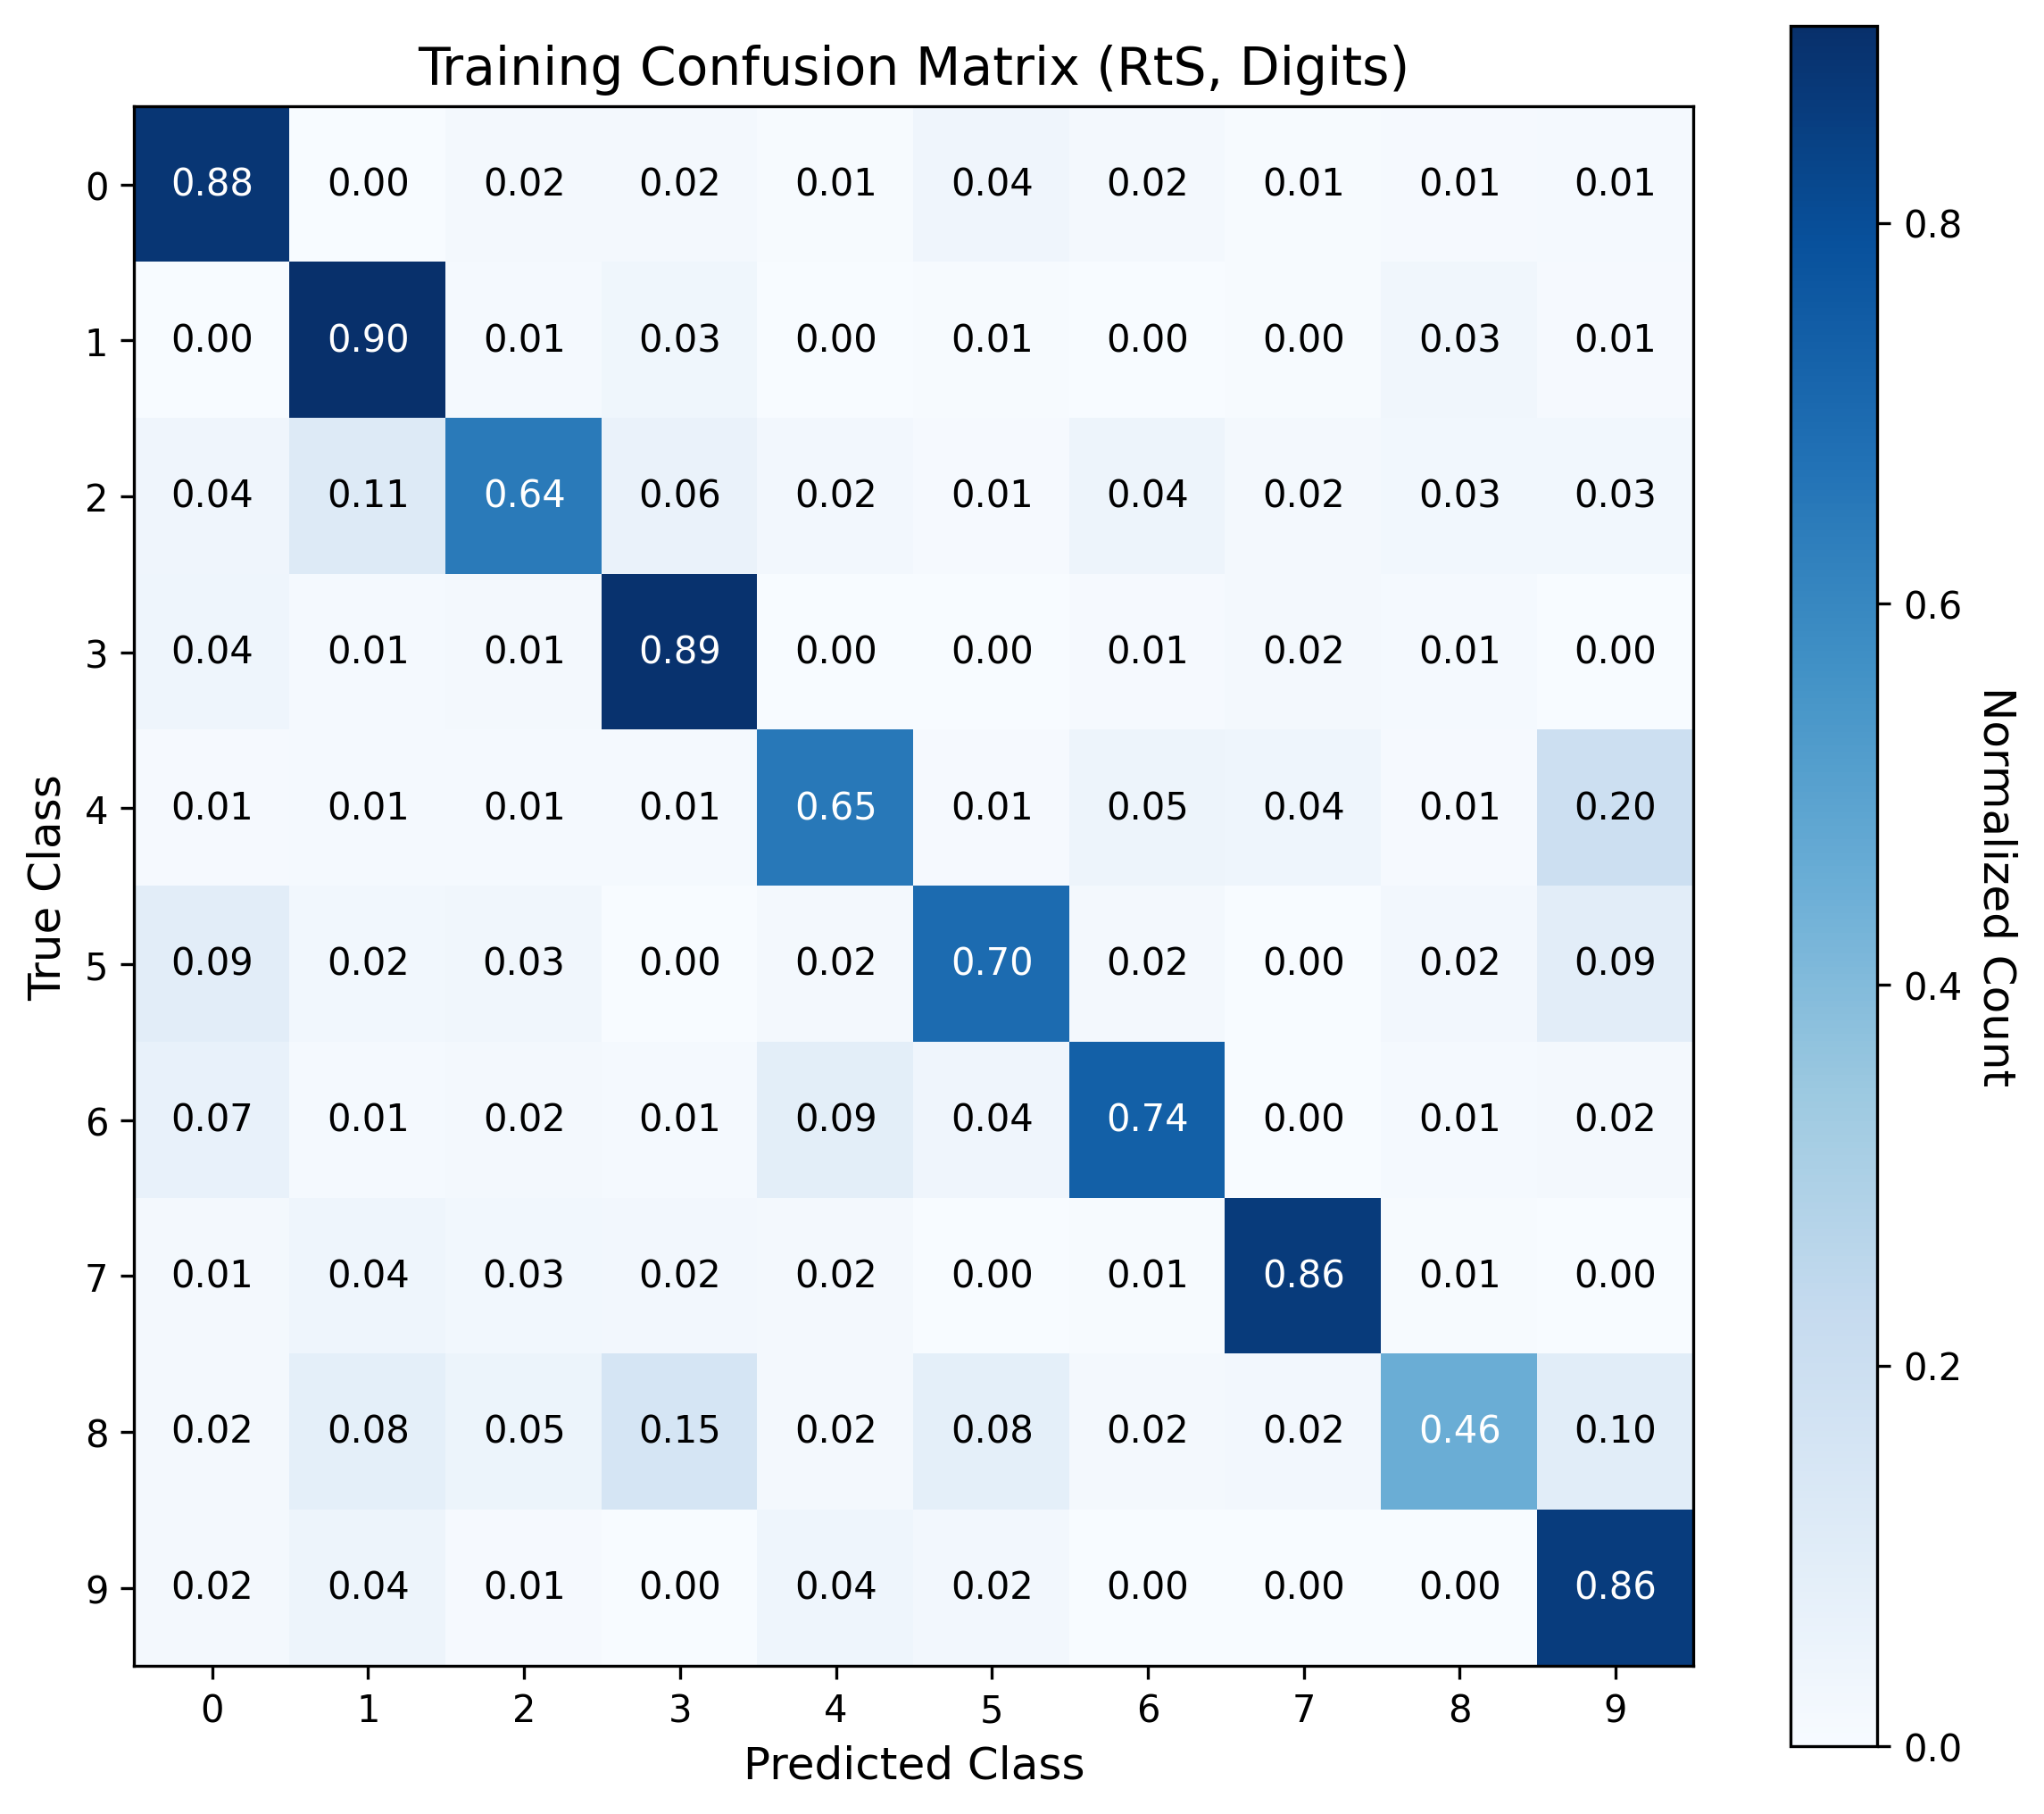 Training Confusion Matrix (RtS, Digits)
0 0.88 0.00 0.02 0.02 0.01 0.04 0.02 0.01 0.01 0.01
1 0.00 0.90 0.01 0.03 0.00 0.01 0.00 0.00 0.03 0.01
2 0.04 0.11 0.64 0.06 0.02 0.01 0.04 0.02 0.03 0.03
3 0.04 0.01 0.01 0.89 0.00 0.00 0.01 0.02 0.01 0.00
4 0.01 0.01 0.01 0.01 0.65 0.01 0.05 0.04 0.01 0.20
5 0.09 0.02 0.03 0.00 0.02 0.70 0.02 0.00 0.02 0.09
6 0.07 0.01 0.02 0.01 0.09 0.04 0.74 0.00 0.01 0.02
7 0.01 0.04 0.03 0.02 0.02 0.00 0.01 0.86 0.01 0.00
8 0.02 0.08 0.05 0.15 0.02 0.08 0.02 0.02 0.46 0.10
9 0.02 0.04 0.01 0.00 0.04 0.02 0.00 0.00 0.00 0.86
0 1 2 3 4 5 6 7 8 9
Predicted Class
True Class
0.8
0.6
0.4
0.2
0.0
Normalized Count